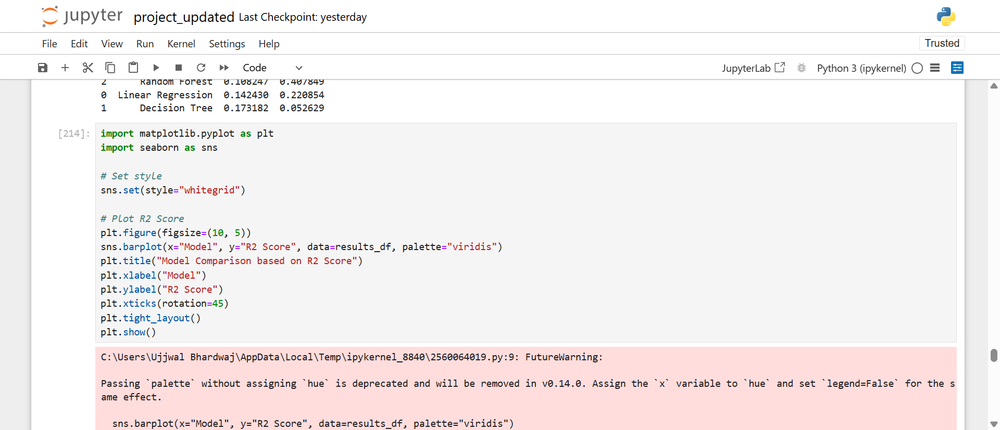 jupyter project_updated Last Checkpoint: yesterday
File Edit View Run Kernel Settings Help Trusted
Code JupyterLab Python 3 (ipykernel)
2 Random Forest 0.108247 0.407849
0 Linear Regression 0.142430 0.220854
1 Decision Tree 0.173182 0.052629
[214]: import matplotlib.pyplot as plt
import seaborn as sns
# Set style
sns.set(style="whitegrid")
# Plot R2 Score
plt.figure(figsize=(10, 5))
sns.barplot(x="Model", y="R2 Score", data=results_df, palette="viridis")
plt.title("Model Comparison based on R2 Score")
plt.xlabel("Model")
plt.ylabel("R2 Score")
plt.xticks(rotation=45)
plt.tight_layout()
plt.show()
C:\Users\Ujjwal Bhardwaj\AppData\Local\Temp\ipykernel_8840\2560064019.py:9: FutureWarning:
Passing `palette` without assigning `hue` is deprecated and will be removed in v0.14.0. Assign the `x` variable to `hue` and set `legend=False` for the s
ame effect.
sns.barplot(x="Model", y="R2 Score", data=results_df, palette="viridis")